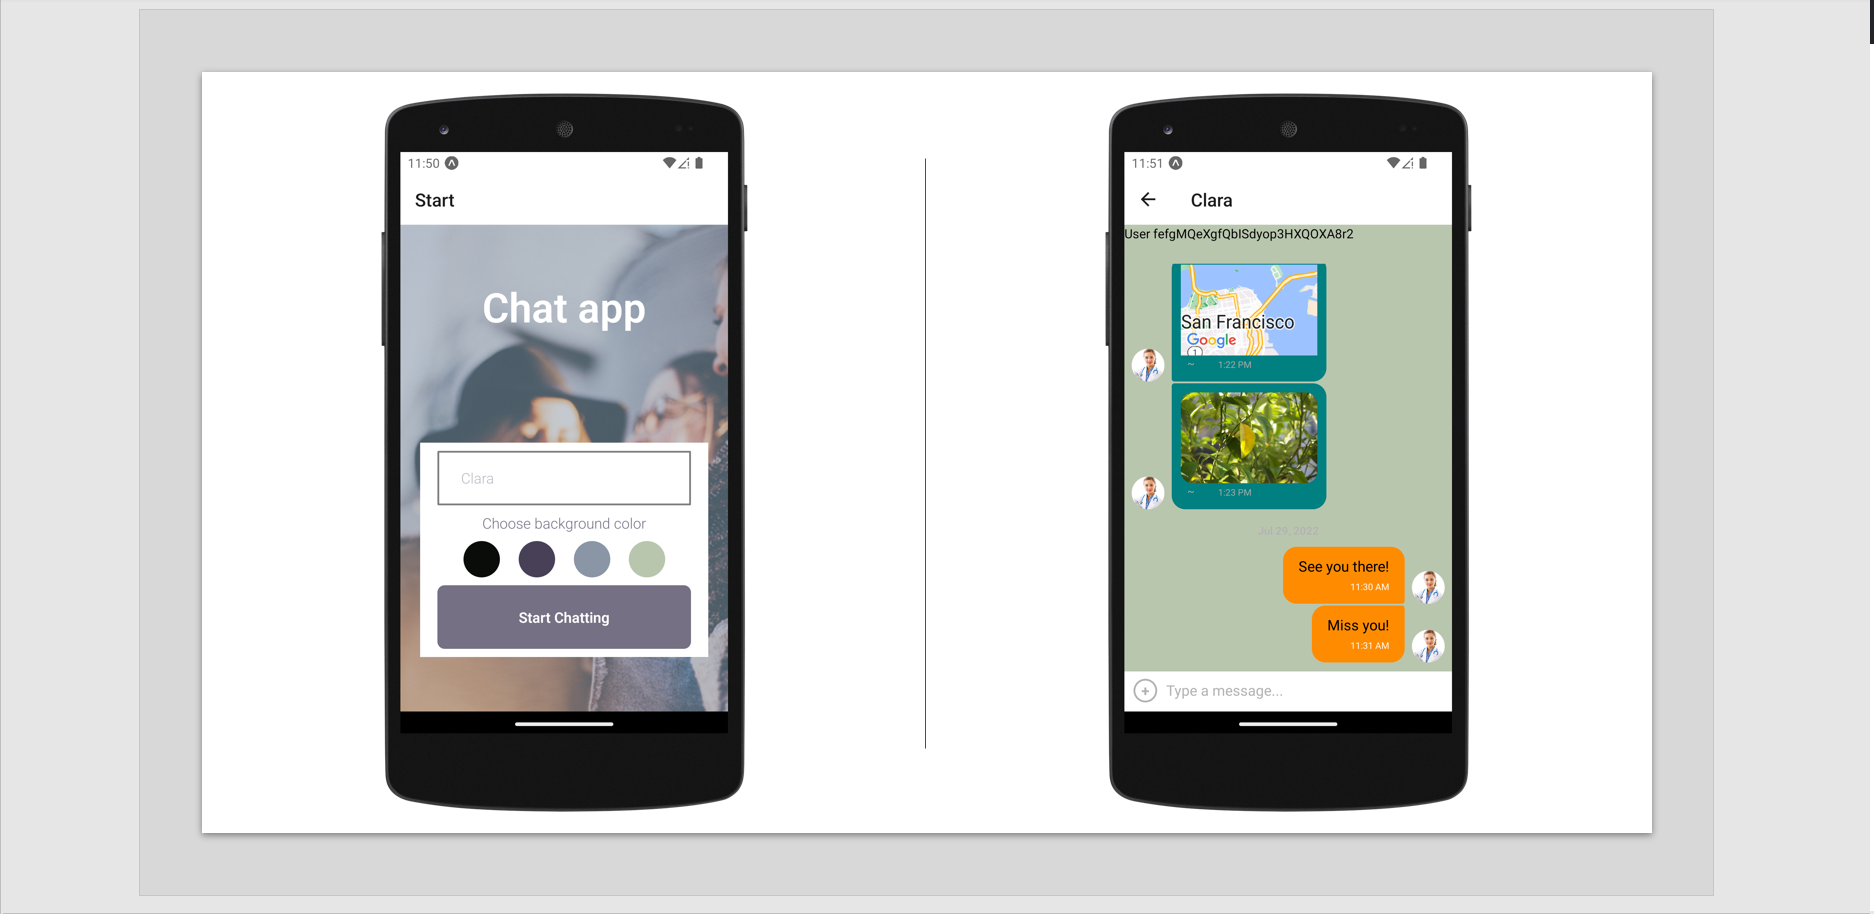 11:50
Start
Chat app
Clara
Choose background color
Start Chatting
11:51
Clara
User fefgMQeXgfQbISdyop3HXQOXA8r2
San Francisco
Google
1
~ 1:22 PM
~ 1:23 PM
Jul 29, 2022
See you there!
11:30 AM
Miss you!
11:31 AM
+ Type a message...